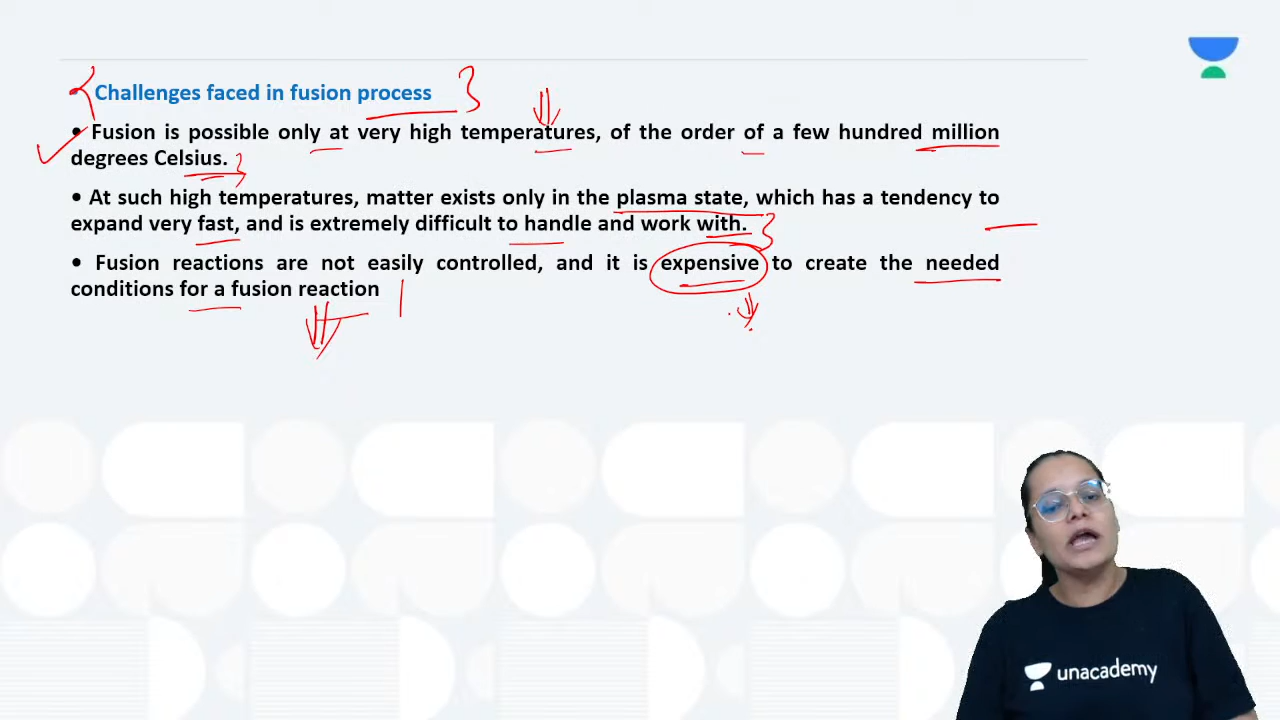 Challenges faced in fusion process
• Fusion is possible only at very high temperatures, of the order of a few hundred million
degrees Celsius.
• At such high temperatures, matter exists only in the plasma state, which has a tendency to
expand very fast, and is extremely difficult to handle and work with.
• Fusion reactions are not easily controlled, and it is expensive to create the needed
conditions for a fusion reaction
unacademy